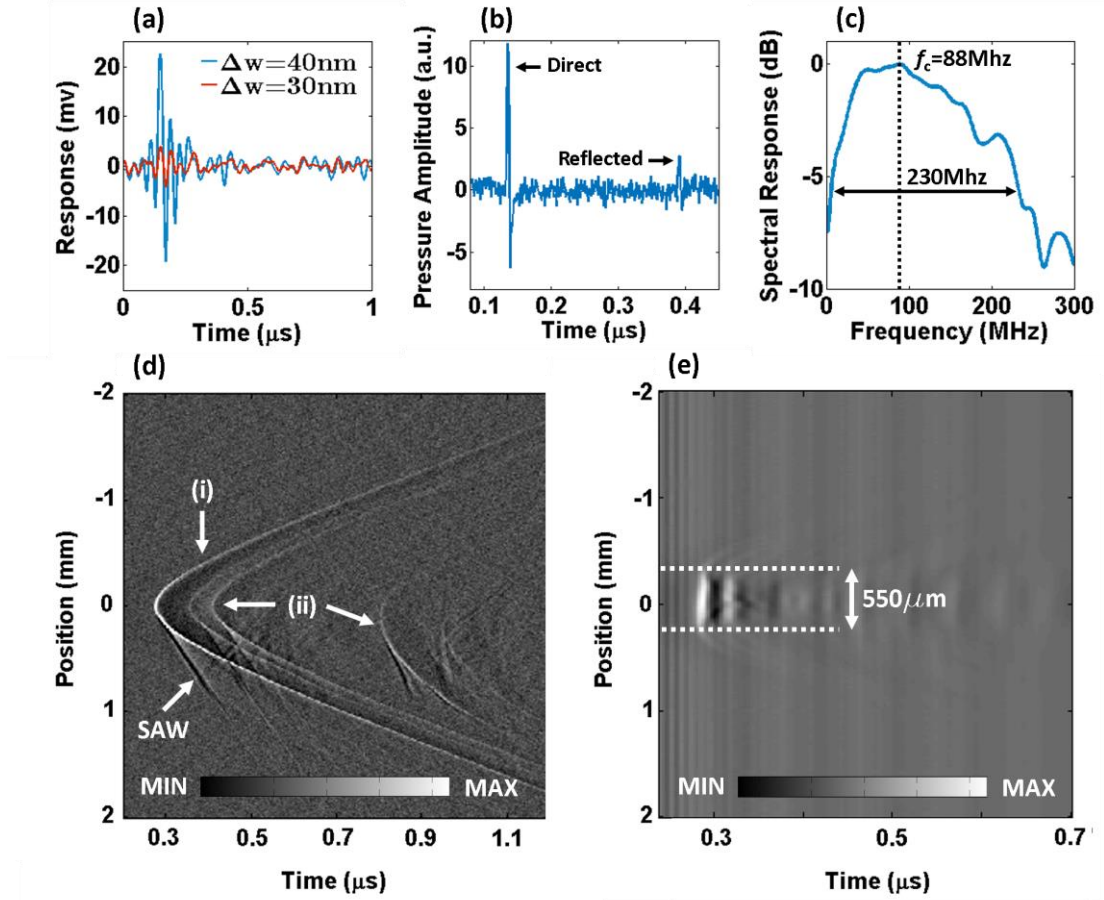 (a)
Response (mv)
20
10
0
-10
-20
Δw=40nm
Δw=30nm
0
0.5
1
Time (μs)
(b)
Pressure Amplitude (a.u.)
10
5
0
-5
Direct
Reflected
0.1
0.2
0.3
0.4
Time (μs)
(c)
Spectral Response (dB)
0
-5
-10
fc=88Mhz
230Mhz
0
100
200
300
Frequency (MHz)
(d)
Position (mm)
-2
-1
0
1
2
(i)
(ii)
SAW
MIN
MAX
0.3
0.5
0.7
0.9
1.1
Time (μs)
(e)
Position (mm)
-2
-1
0
1
2
550μm
MIN
MAX
0.3
0.5
0.7
Time (μs)